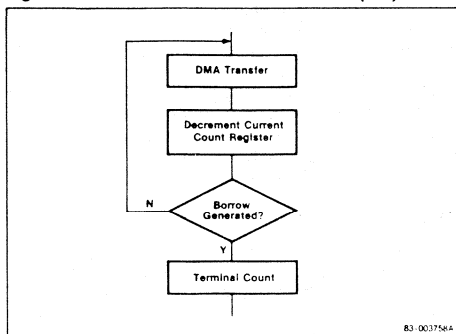 DMA Transfer
Decrement Current
Count Register
N
Borrow
Generated?
Y
Terminal Count
83-003758A